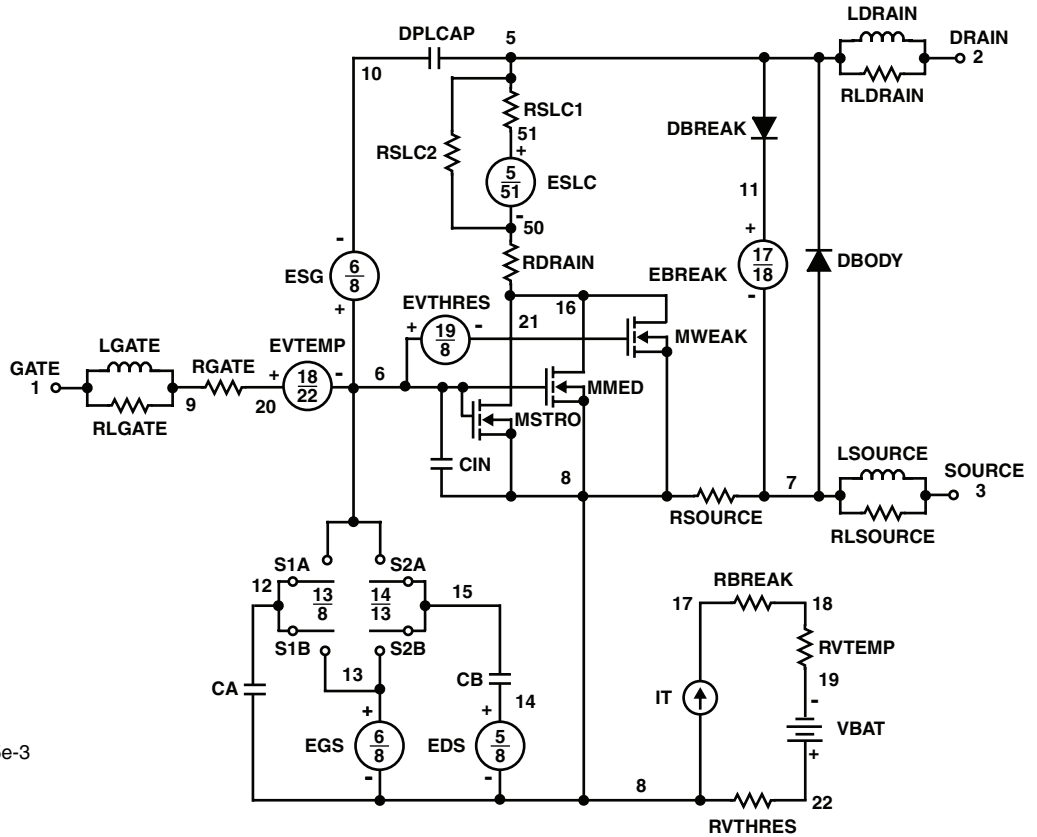 LDRAIN
DPLCAP
5
DRAIN
2
10
RLDRAIN
RSLC1
51
+
DBREAK
RSLC2
5
51
ESLC
11
-
50
+
-
RDRAIN
17
18
DBODY
ESG
6
8
EBREAK
+
EVTHRES
16
-
+
19
8
-
21
MWEAK
LGATE
EVTEMP
GATE
1
RGATE
+
18
22
-
6
MMED
9
20
MSTRO
RLGATE
LSOURCE
CIN
8
7
SOURCE
3
RSOURCE
RLSOURCE
S1A
S2A
12
13
8
14
13
15
RBREAK
17
18
S1B
S2B
RVTEMP
13
CB
19
CA
14
IT
-
+
+
VBAT
EGS
6
8
EDS
5
8
+
e-3
-
-
8
22
RVTHRES